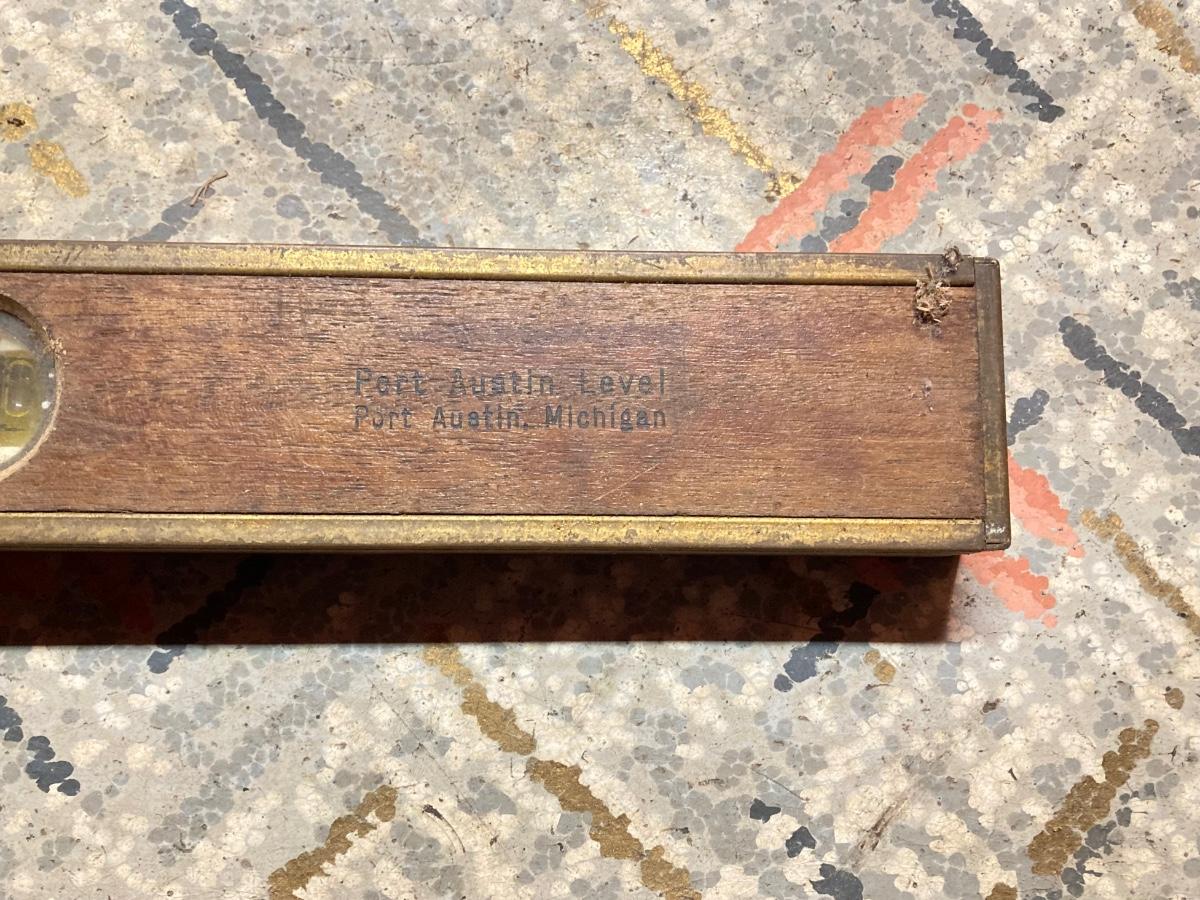 Port Austin Level
Port Austin, Michigan